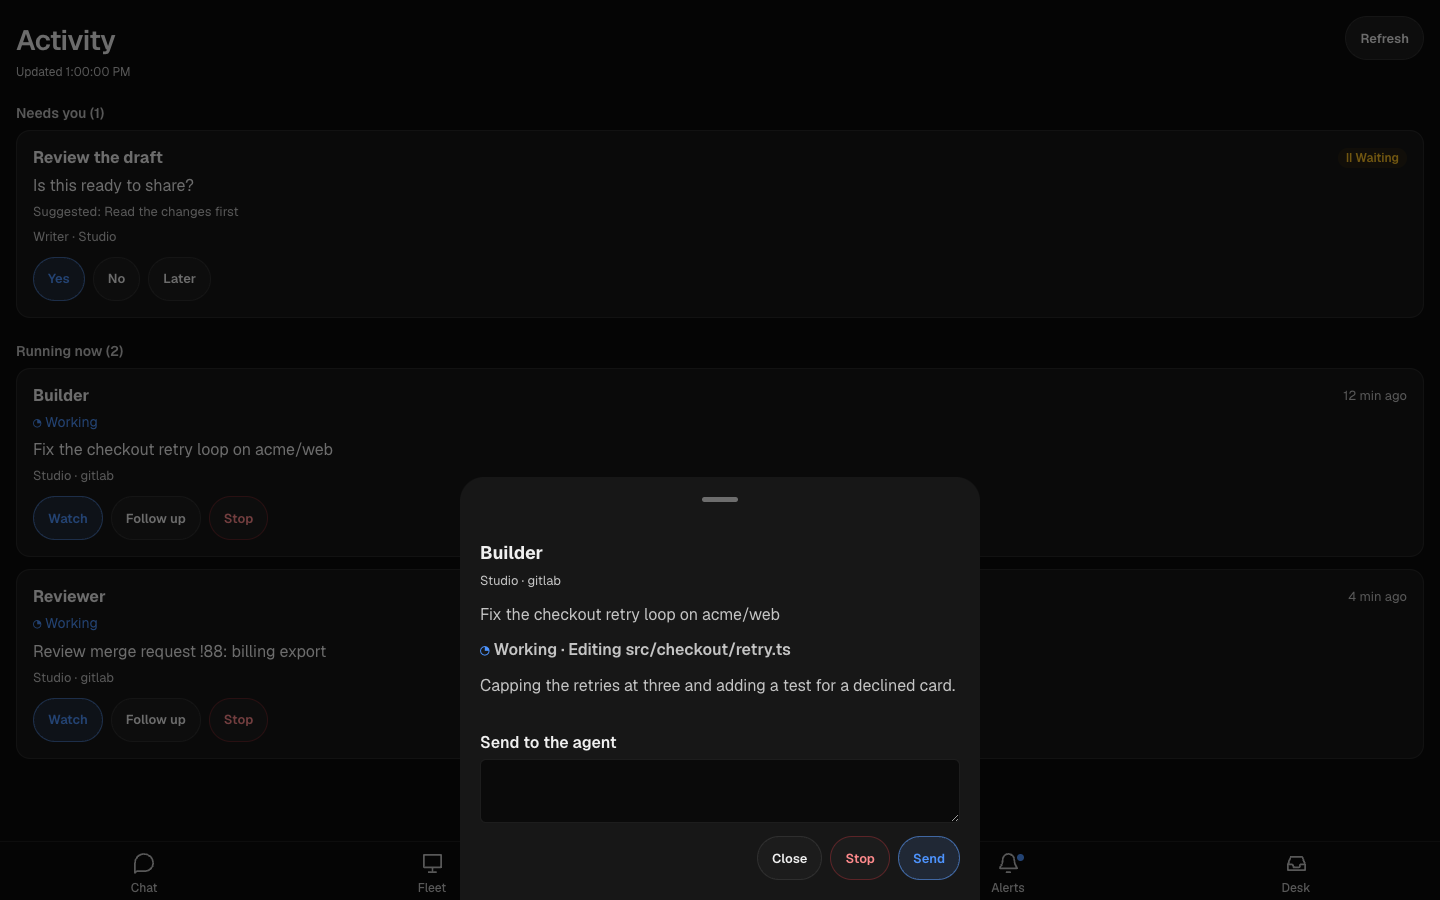 Activity
Refresh
Updated 1:00:00 PM
Needs you (1)
Review the draft
Waiting
Is this ready to share?
Suggested: Read the changes first
Writer · Studio
Yes
No
Later
Running now (2)
Builder
12 min ago
Working
Fix the checkout retry loop on acme/web
Studio · gitlab
Watch
Follow up
Stop
Reviewer
4 min ago
Working
Review merge request !88: billing export
Studio · gitlab
Watch
Follow up
Stop
Builder
Studio · gitlab
Fix the checkout retry loop on acme/web
Working · Editing src/checkout/retry.ts
Capping the retries at three and adding a test for a declined card.
Send to the agent
Close
Stop
Send
Chat
Fleet
Alerts
Desk